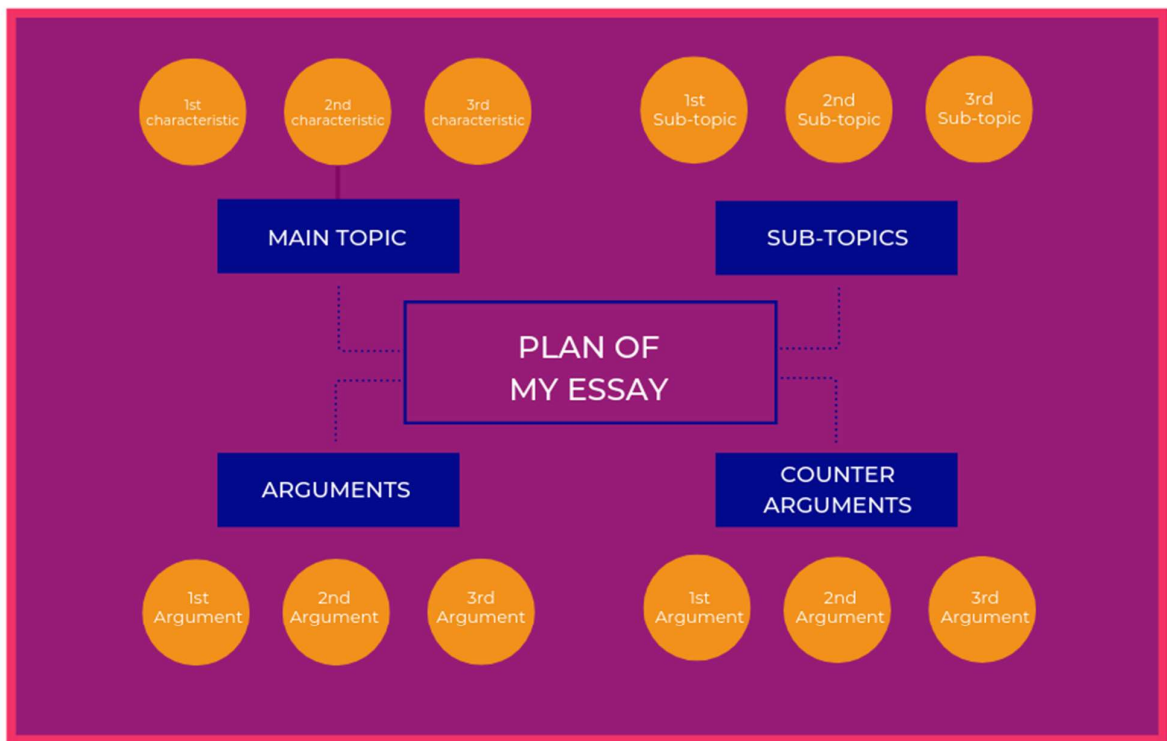 1st
characteristic
2nd
characteristic
3rd
characteristic
1st
Sub-topic
2nd
Sub-topic
3rd
Sub-topic
MAIN TOPIC
SUB-TOPICS
PLAN OF
MY ESSAY
ARGUMENTS
COUNTER
ARGUMENTS
1st
Argument
2nd
Argument
3rd
Argument
1st
Argument
2nd
Argument
3rd
Argument